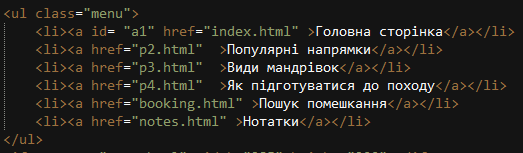 <ul class="menu">
<li><a id= "a1" href="index.html" >Головна сторінка</a></li>
<li><a href="p2.html"  >Популярні напрямки</a></li>
<li><a href="p3.html"  >Види мандрівок</a></li>
<li><a href="p4.html"  >Як підготуватися до походу</a></li>
<li><a href="booking.html" >Пошук помешкання</a></li>
<li><a href="notes.html" >Нотатки</a></li>
</ul>